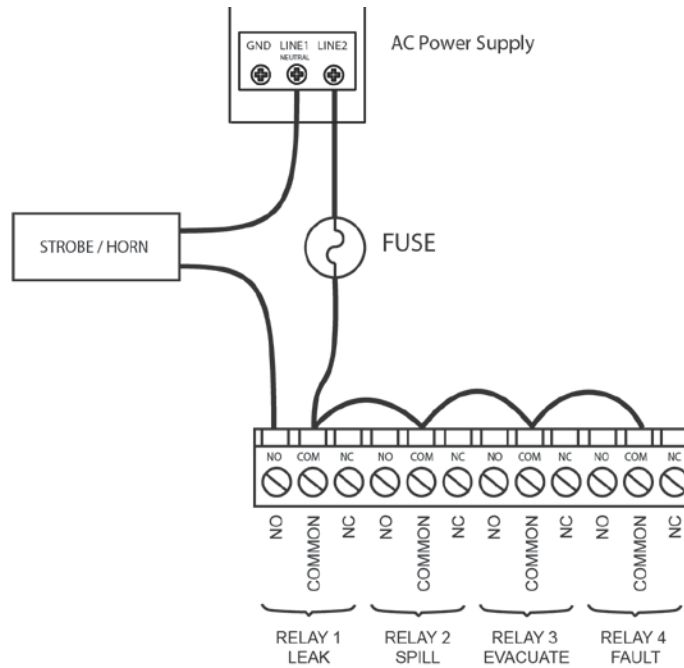 GND LINE1 LINE2
NEUTRAL
AC Power Supply
STROBE / HORN
FUSE
NO COM NC NO COM NC NO COM NC NO COM NC
NO COMMON NC NO COMMON NC NO COMMON NC NO COMMON NC
RELAY 1 RELAY 2 RELAY 3 RELAY 4
LEAK SPILL EVACUATE FAULT